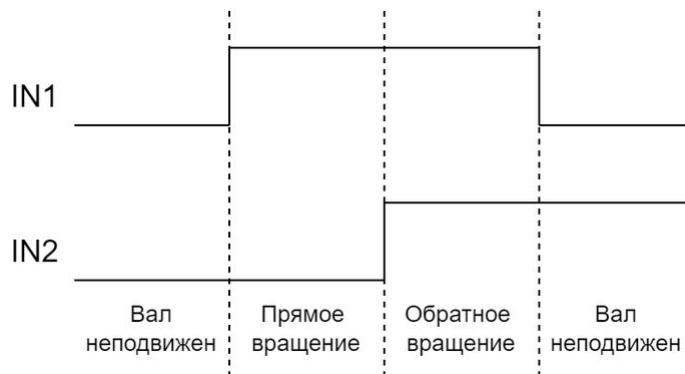 IN1
IN2
Вал
неподвижен
Прямое
вращение
Обратное
вращение
Вал
неподвижен